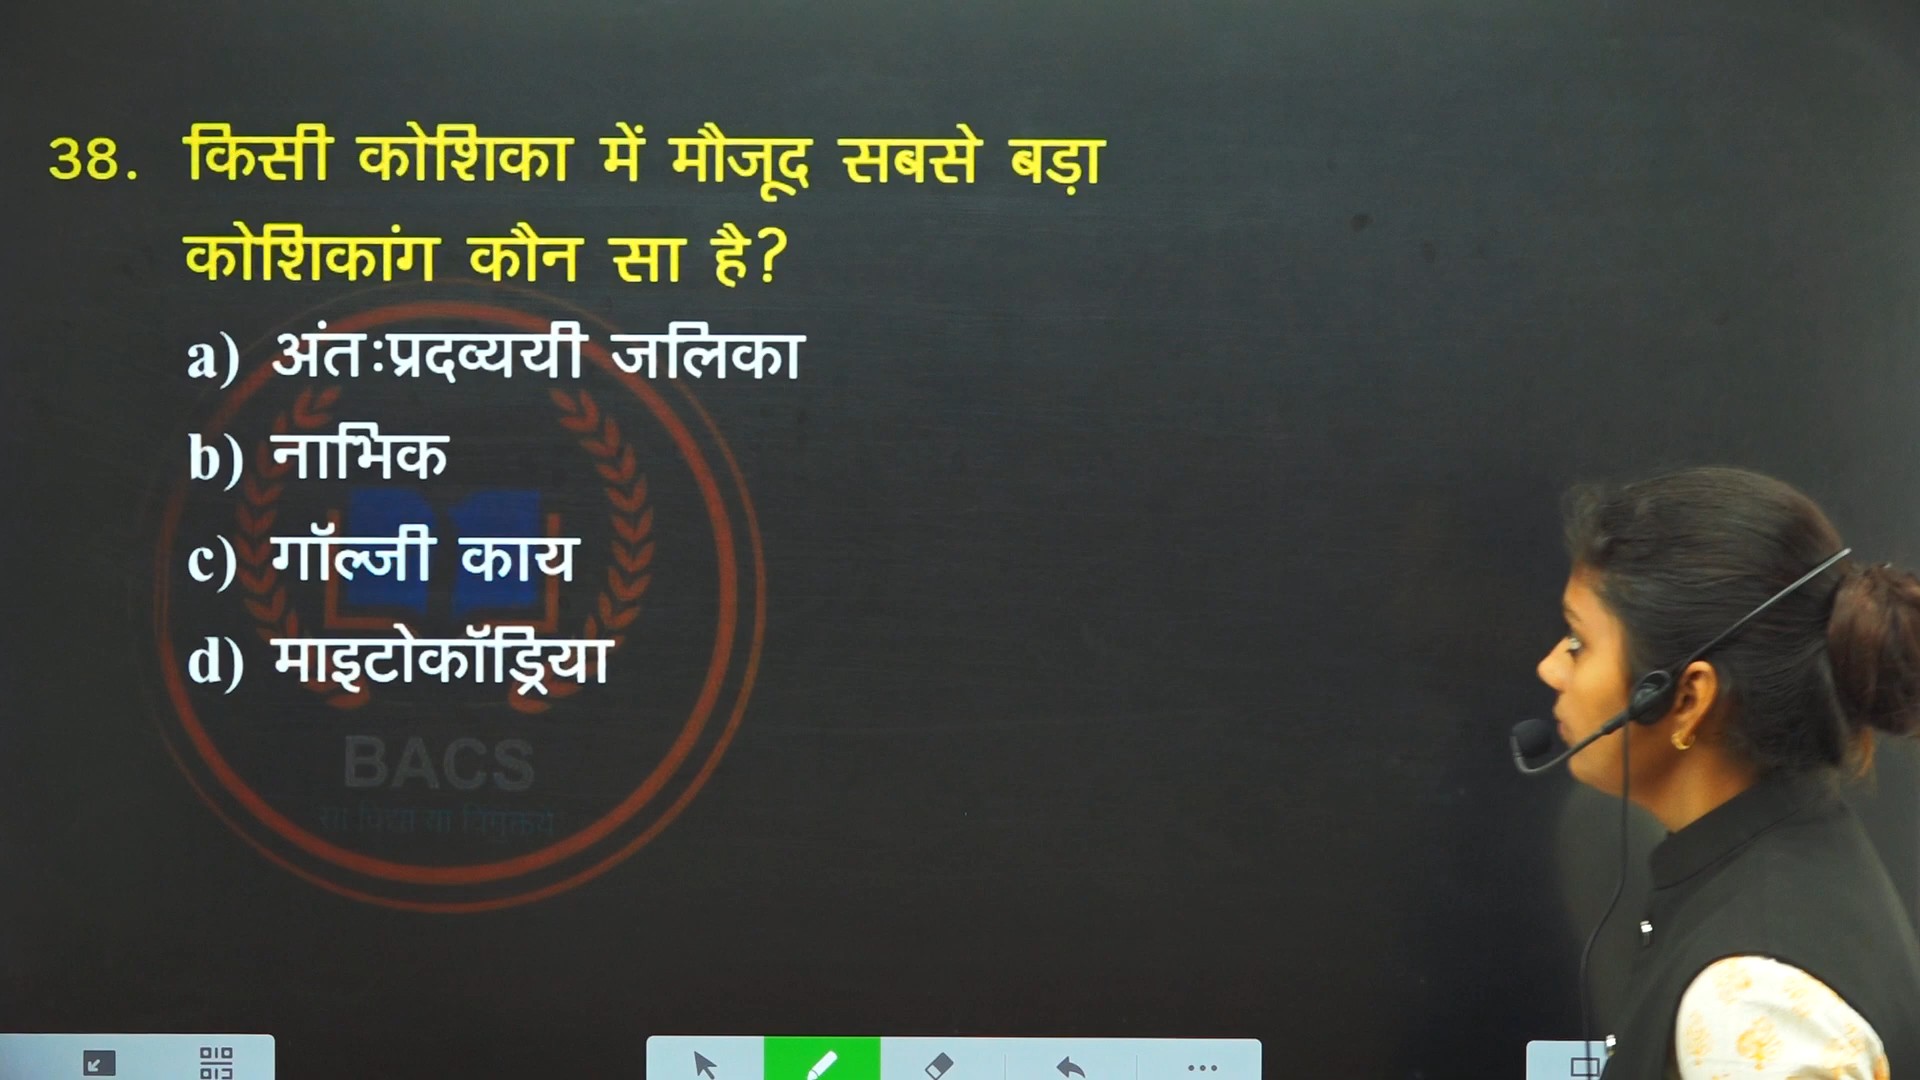 38. किसी कोशिका में मौजूद सबसे बड़ा
कोशिकांग कौन सा है?
a) अंतःप्रदव्ययी जलिका
b) नाभिक
c) गॉल्जी काय
d) माइटोकॉड्रिया
BACS